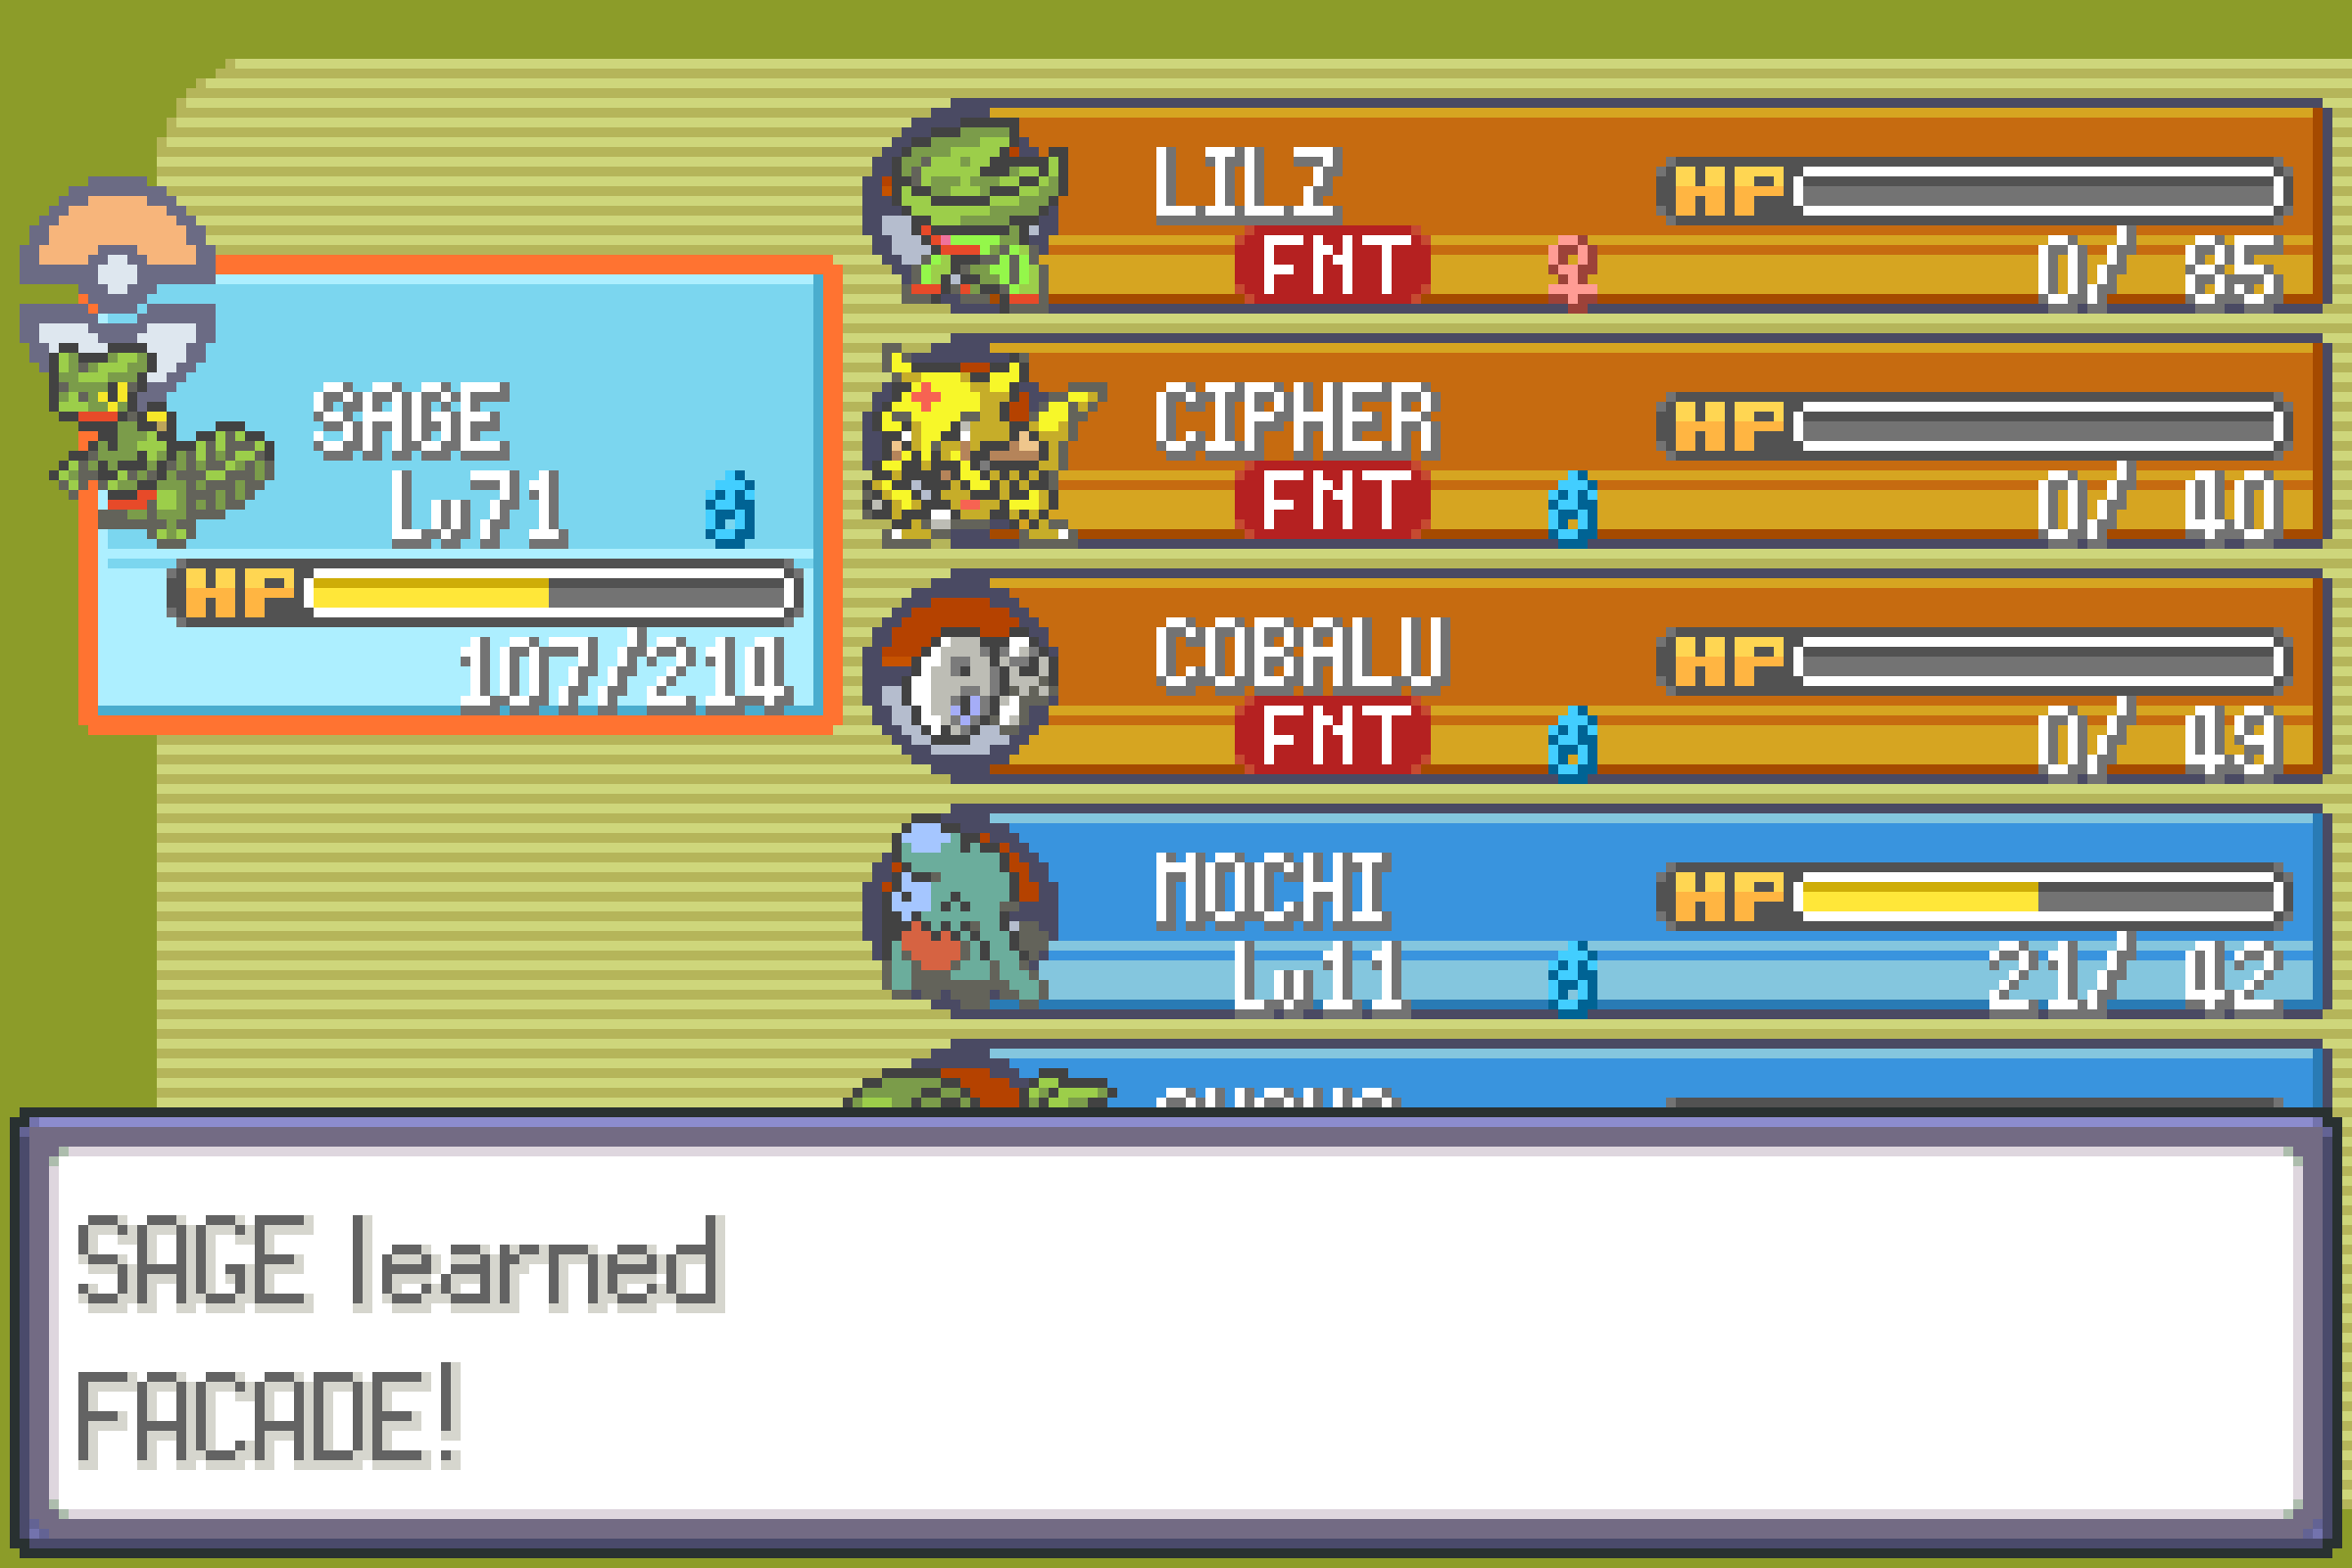 SAGE
Lv71 ♂
HP
107/214
LILZ
HP
FNT ♀ 0/ 85
CIPHER
HP
FNT ♂ 0/ 40
COBALU
HP
FNT ♂ 0/ 49
MOCHI
HP
Lv11 ♂ 21/ 42
SAGE learned
FACADE!